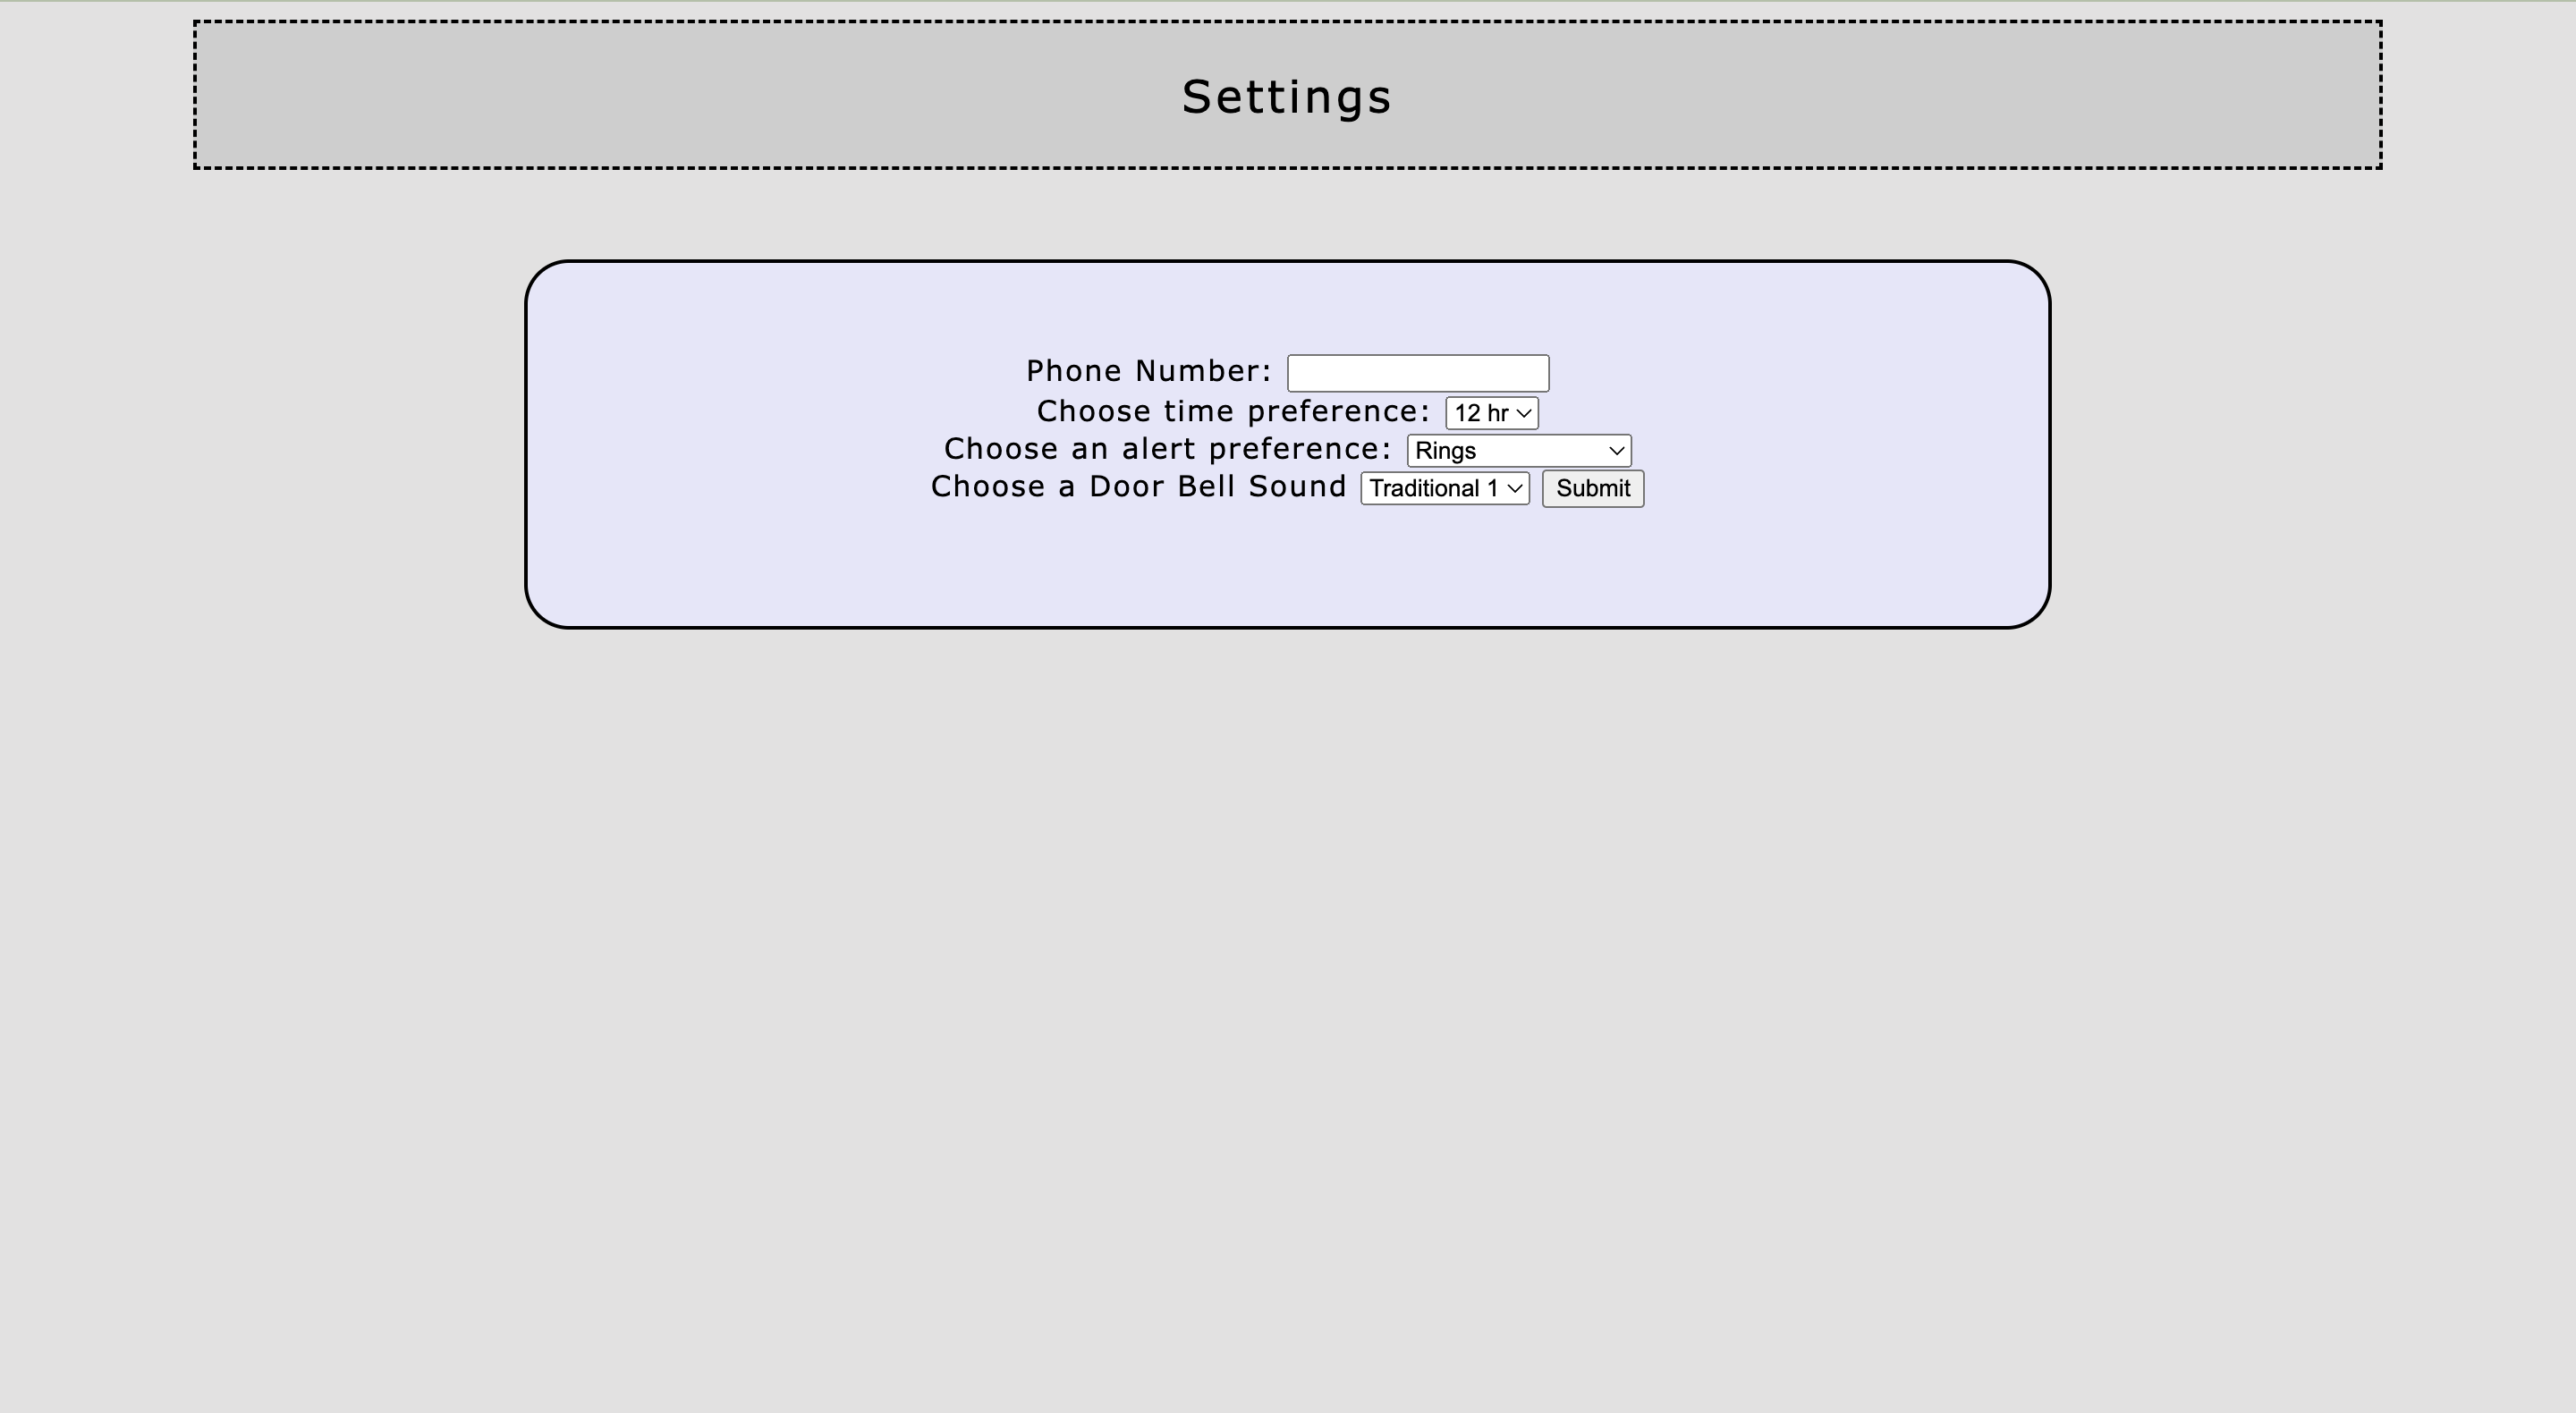 Settings
Phone Number:
Choose time preference: 12 hr
Choose an alert preference: Rings
Choose a Door Bell Sound Traditional 1 Submit